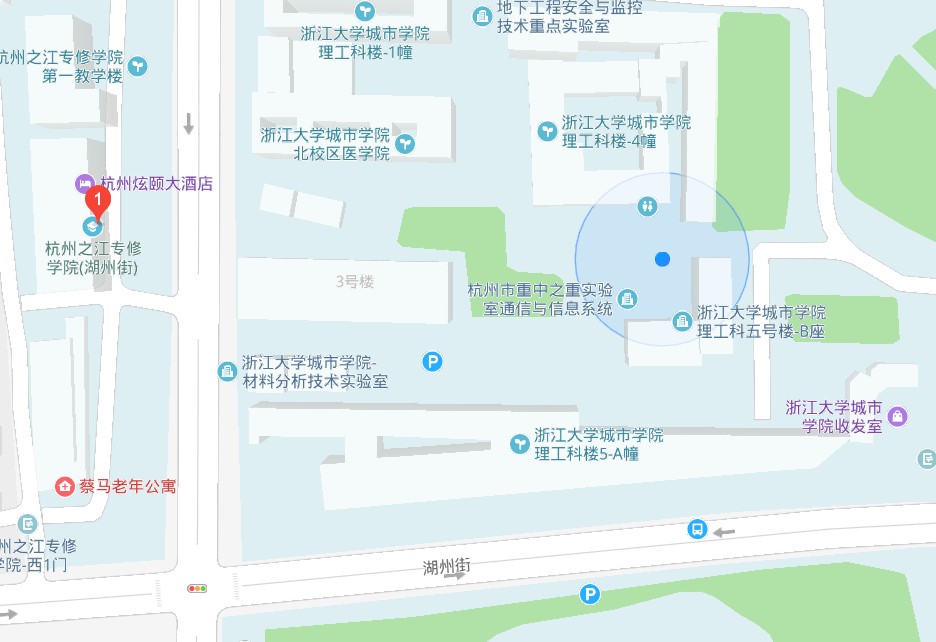 地下工程安全与监控
技术重点实验室
浙江大学城市学院
理工科楼-1幢
杭州之江专修学院
第一教学楼
浙江大学城市学院
理工科楼-4幢
浙江大学城市学院
北校区医学院
杭州炫颐大酒店
1
杭州之江专修
学院(湖州街)
3号楼
杭州市重中之重实验
室通信与信息系统
浙江大学城市学院
理工科五号楼-B座
P
浙江大学城市学院-
材料分析技术实验室
浙江大学城市
学院收发室
浙江大学城市学院
理工科楼5-A幢
蔡马老年公寓
州之江专修
学院-西1门
湖州街
P